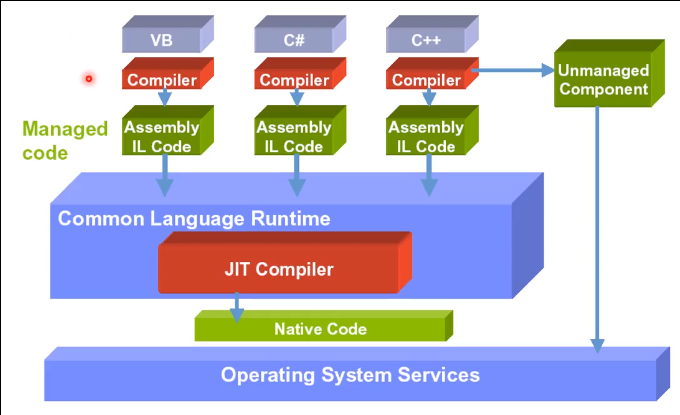 VB
C#
C++
Compiler
Compiler
Compiler
Unmanaged
Component
Managed
code
Assembly
IL Code
Assembly
IL Code
Assembly
IL Code
Common Language Runtime
JIT Compiler
Native Code
Operating System Services